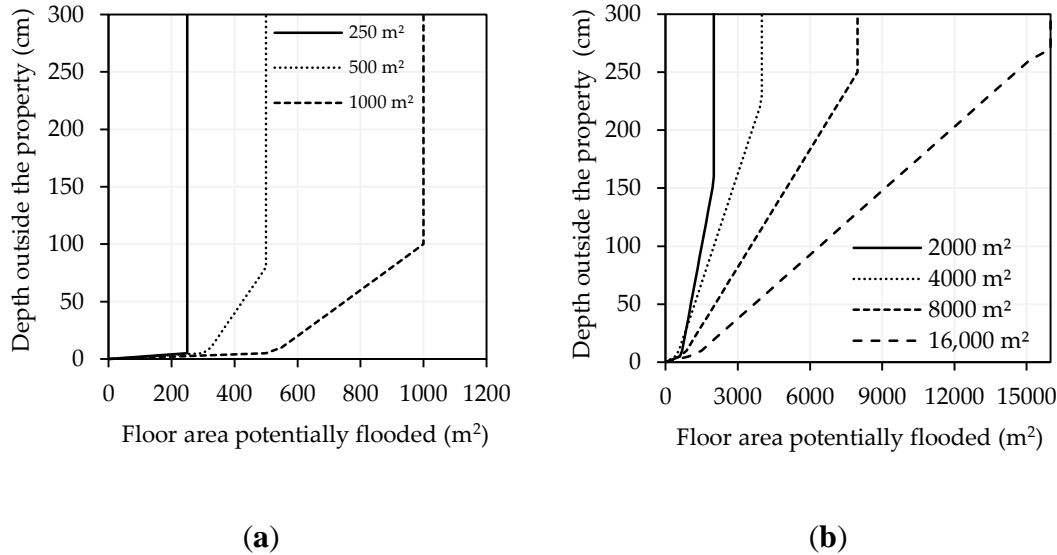 300
250
200
150
100
50
0
Depth outside the property (cm)
250 m²
500 m²
1000 m²
0 200 400 600 800 1000 1200
Floor area potentially flooded (m²)
(a)
300
250
200
150
100
50
0
Depth outside the property (cm)
2000 m²
4000 m²
8000 m²
16,000 m²
0 3000 6000 9000 12000 15000
Floor area potentially flooded (m²)
(b)